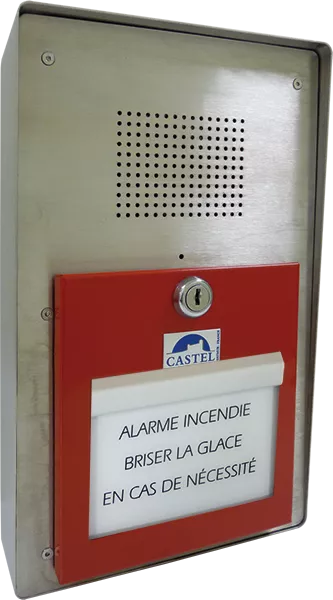 CASTEL
ALARME INCENDIE
BRISER LA GLACE
EN CAS DE NÉCESSITÉ